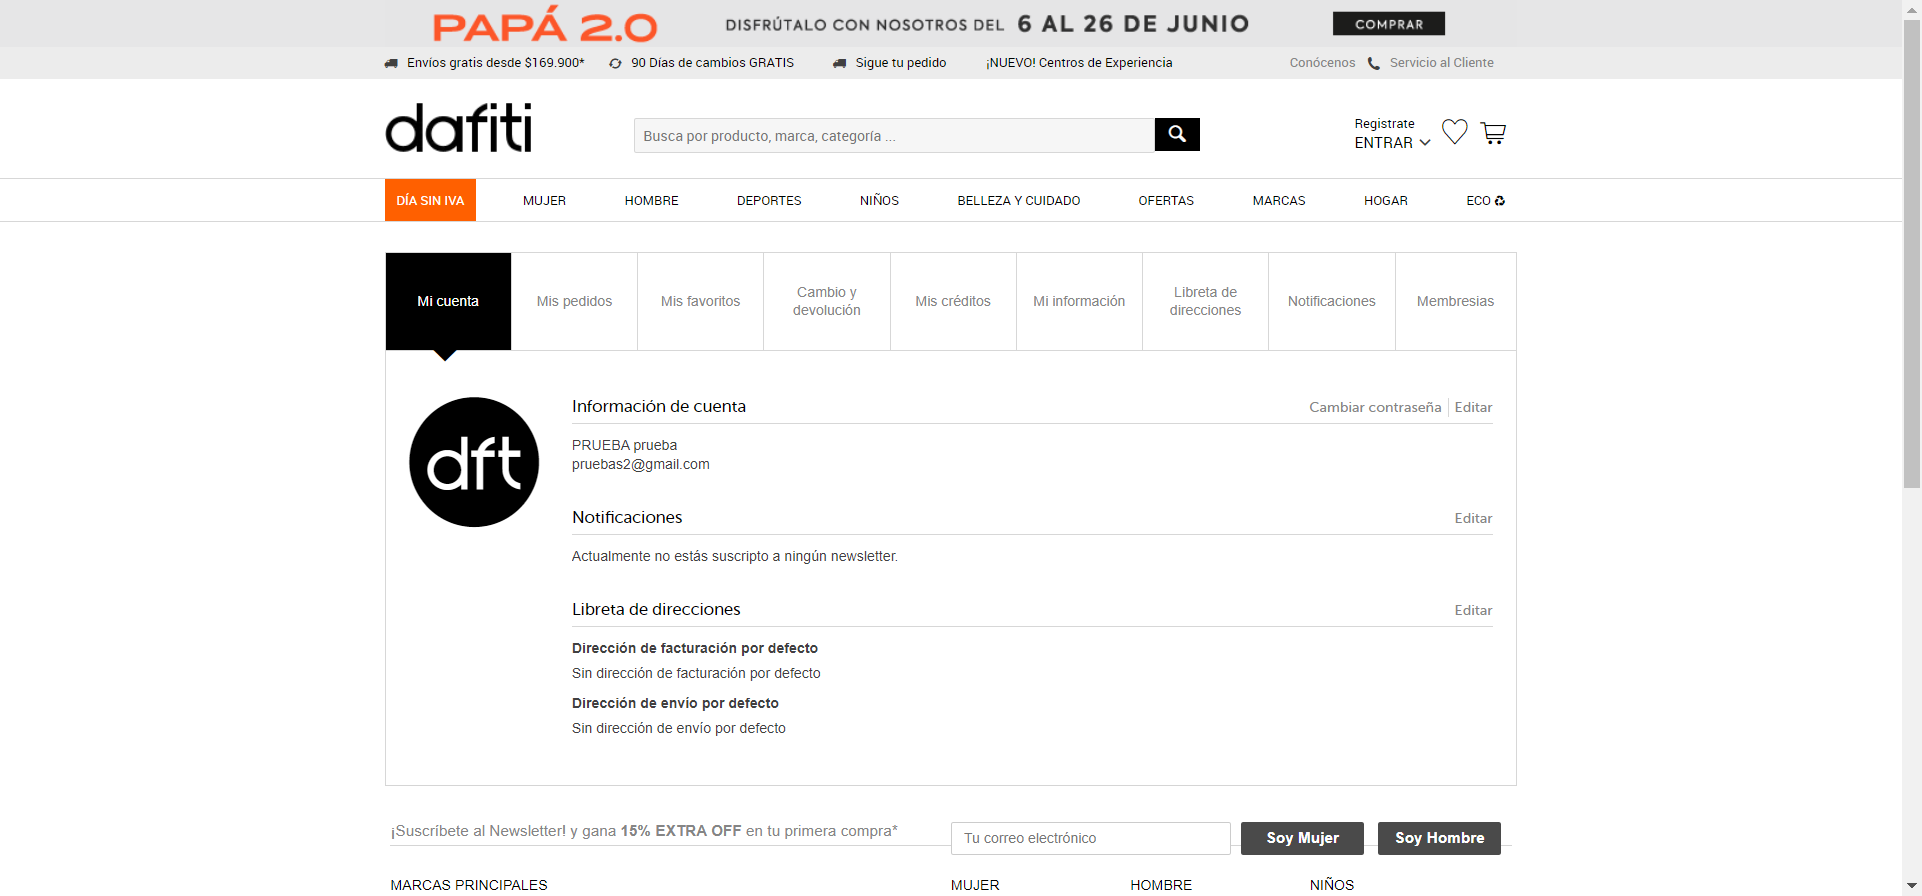 PAPÁ 2.0 DISFRÚTALO CON NOSOTROS DEL 6 AL 26 DE JUNIO COMPRAR
Envíos gratis desde $169.900* 90 Días de cambios GRATIS Sigue tu pedido ¡NUEVO! Centros de Experiencia Conócenos Servicio al Cliente
dafiti
Busca por producto, marca, categoría ...
Registrate
ENTRAR
DÍA SIN IVA MUJER HOMBRE DEPORTES NIÑOS BELLEZA Y CUIDADO OFERTAS MARCAS HOGAR ECO
Mi cuenta
Mis pedidos
Mis favoritos
Cambio y
devolución
Mis créditos
Mi información
Libreta de
direcciones
Notificaciones
Membresias
dft
Información de cuenta Cambiar contraseña Editar
PRUEBA prueba
pruebas2@gmail.com
Notificaciones Editar
Actualmente no estás suscripto a ningún newsletter.
Libreta de direcciones Editar
Dirección de facturación por defecto
Sin dirección de facturación por defecto
Dirección de envío por defecto
Sin dirección de envío por defecto
¡Suscríbete al Newsletter! y gana 15% EXTRA OFF en tu primera compra* Tu correo electrónico Soy Mujer Soy Hombre
MARCAS PRINCIPALES MUJER HOMBRE NIÑOS